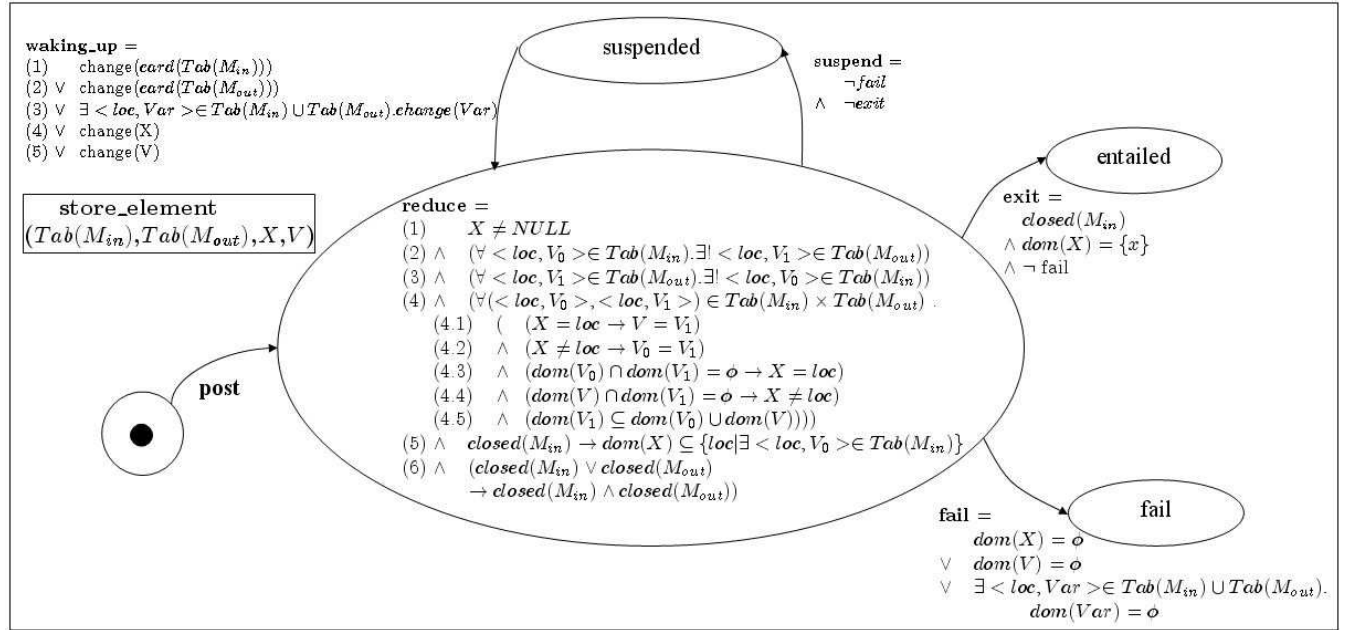 waking_up =
(1) change(card(Tab(M_in)))
(2) ∨ change(card(Tab(M_out)))
(3) ∨ ∃ < loc, Var >∈ Tab(M_in) ∪ Tab(M_out).change(Var)
(4) ∨ change(X)
(5) ∨ change(V)
suspended
suspend =
¬fail
∧ ¬exit
entailed
exit =
closed(M_in)
∧ dom(X) = {x}
∧ ¬ fail
store_element
(Tab(M_in),Tab(M_out),X,V)
post
reduce =
(1) X ≠ NULL
(2) ∧ (∀ < loc, V_0 >∈ Tab(M_in).∃! < loc, V_1 >∈ Tab(M_out))
(3) ∧ (∀ < loc, V_1 >∈ Tab(M_out).∃! < loc, V_0 >∈ Tab(M_in))
(4) ∧ (∀(< loc, V_0 >, < loc, V_1 >) ∈ Tab(M_in) × Tab(M_out) .
(4.1) ( (X = loc → V = V_1)
(4.2) ∧ (X ≠ loc → V_0 = V_1)
(4.3) ∧ (dom(V_0) ∩ dom(V_1) = ϕ → X = loc)
(4.4) ∧ (dom(V) ∩ dom(V_1) = ϕ → X ≠ loc)
(4.5) ∧ (dom(V_1) ⊆ dom(V_0) ∪ dom(V))))
(5) ∧ closed(M_in) → dom(X) ⊆ {loc|∃ < loc, V_0 >∈ Tab(M_in)}
(6) ∧ (closed(M_in) ∨ closed(M_out)
→ closed(M_in) ∧ closed(M_out))
fail
fail =
dom(X) = ϕ
∨ dom(V) = ϕ
∨ ∃ < loc, Var >∈ Tab(M_in) ∪ Tab(M_out).
dom(Var) = ϕ